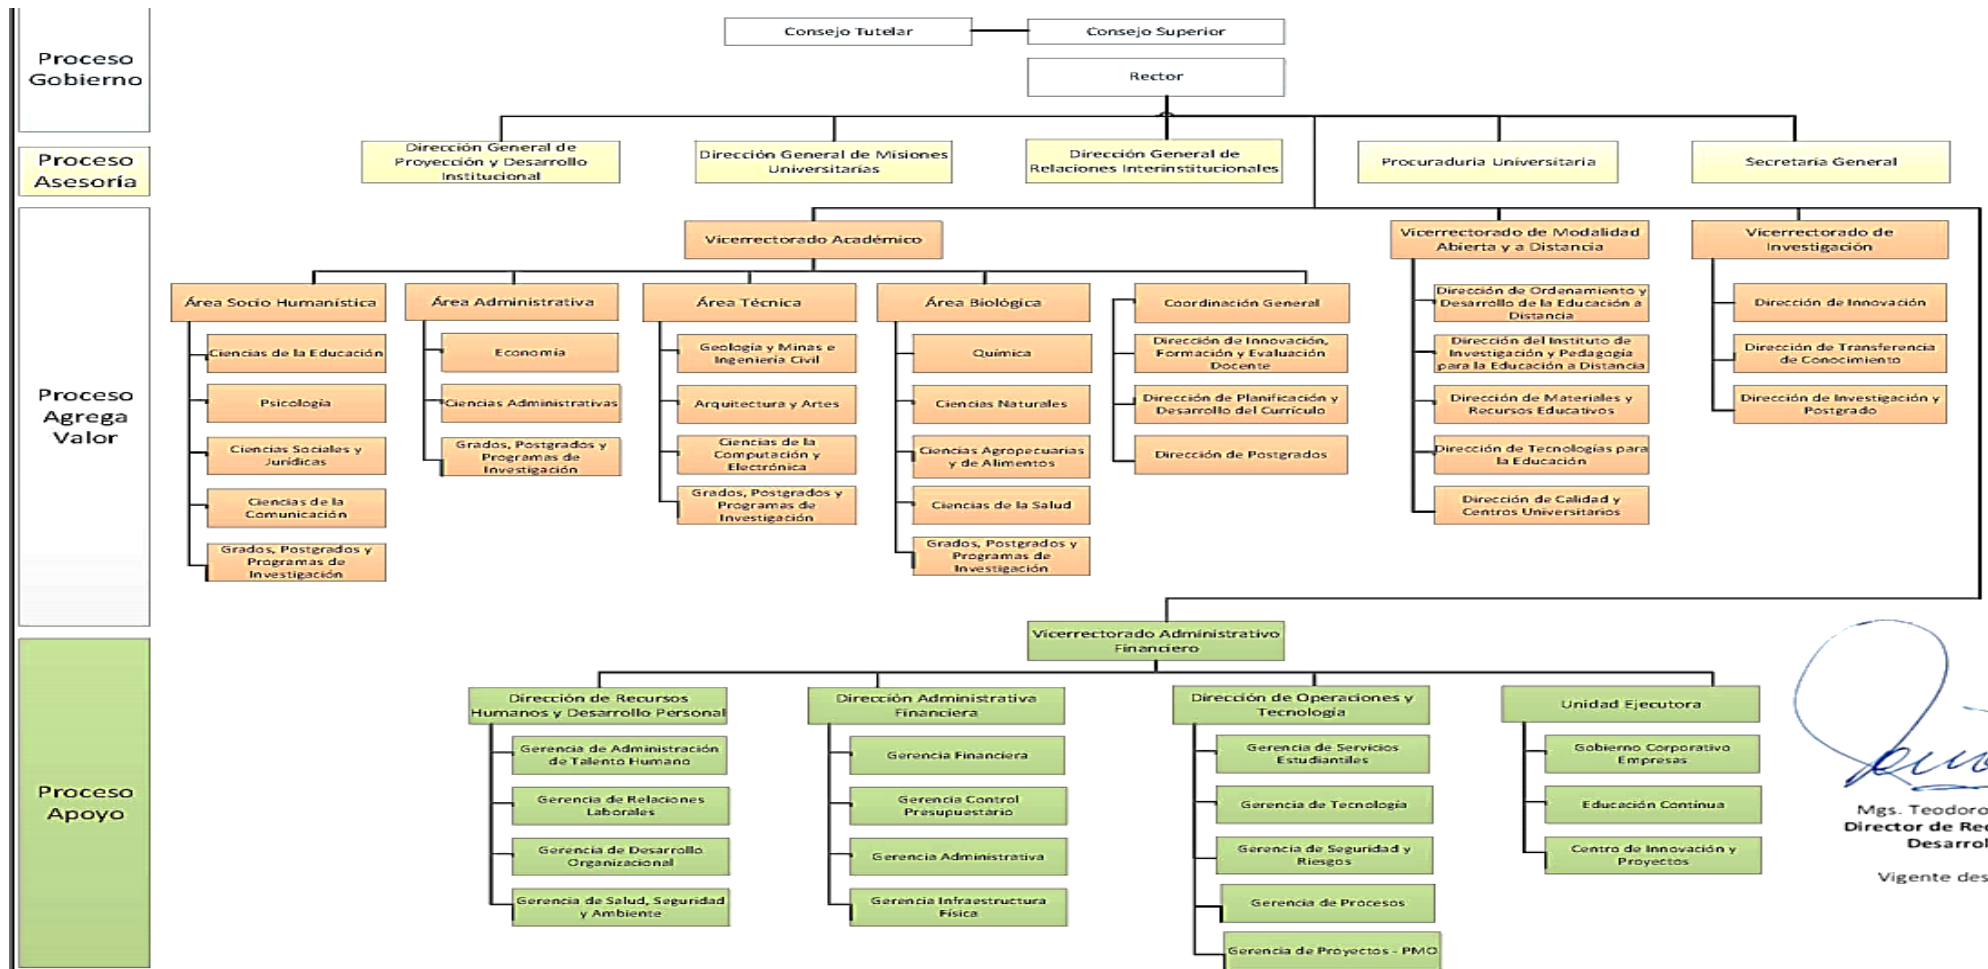 Proceso
Gobierno
Consejo Tutelar
Consejo Superior
Rector
Proceso
Asesoría
Dirección General de
Proyección y Desarrollo
Institucional
Dirección General de Misiones
Universitarias
Dirección General de
Relaciones Interinstitucionales
Procuraduria Universitaria
Secretaría General
Proceso
Agrega
Valor
Vicerrectorado Académico
Vicerrectorado de Modalidad
Abierta y a Distancia
Vicerrectorado de
Investigación
Área Socio Humanística
Ciencias de la Educación
Psicología
Ciencias Sociales y
Jurídicas
Ciencias de la
Comunicación
Grados, Postgrados y
Programas de
Investigación
Área Administrativa
Economía
Ciencias Administrativas
Grados, Postgrados y
Programas de
Investigación
Área Técnica
Geología y Minas e
Ingeniería Civil
Arquitectura y Artes
Ciencias de la
Computación y
Electrónica
Grados, Postgrados y
Programas de
Investigación
Área Biológica
Química
Ciencias Naturales
Ciencias Agropecuarias
y de Alimentos
Ciencias de la Salud
Grados, Postgrados y
Programas de
Investigación
Coordinación General
Dirección de Innovación,
Formación y Evaluación
Docente
Dirección de Planificación y
Desarrollo del Currículo
Dirección de Postgrados
Dirección de Ordenamiento y
Desarrollo de la Educación a
Distancia
Dirección del Instituto de
Investigación y Pedagogía
para la Educación a Distancia
Dirección de Materiales y
Recursos Educativos
Dirección de Tecnologías para
la Educación
Dirección de Calidad y
Centros Universitarios
Dirección de Innovación
Dirección de Transferencia
de Conocimiento
Dirección de Investigación y
Postgrado
Proceso
Apoyo
Vicerrectorado Administrativo
Financiero
Dirección de Recursos
Humanos y Desarrollo Personal
Gerencia de Administración
de Talento Humano
Gerencia de Relaciones
Laborales
Gerencia de Desarrollo
Organizacional
Gerencia de Salud, Seguridad
y Ambiente
Dirección Administrativa
Financiera
Gerencia Financiera
Gerencia Control
Presupuestario
Gerencia Administrativa
Gerencia Infraestructura
Física
Dirección de Operaciones y
Tecnología
Gerencia de Servicios
Estudiantiles
Gerencia de Tecnología
Gerencia de Seguridad y
Riesgos
Gerencia de Procesos
Gerencia de Proyectos - PMO
Unidad Ejecutora
Gobierno Corporativo
Empresas
Educación Continua
Centro de Innovación y
Proyectos
Mgs. Teodoro
Director de Rec
Desarrol
Vigente des